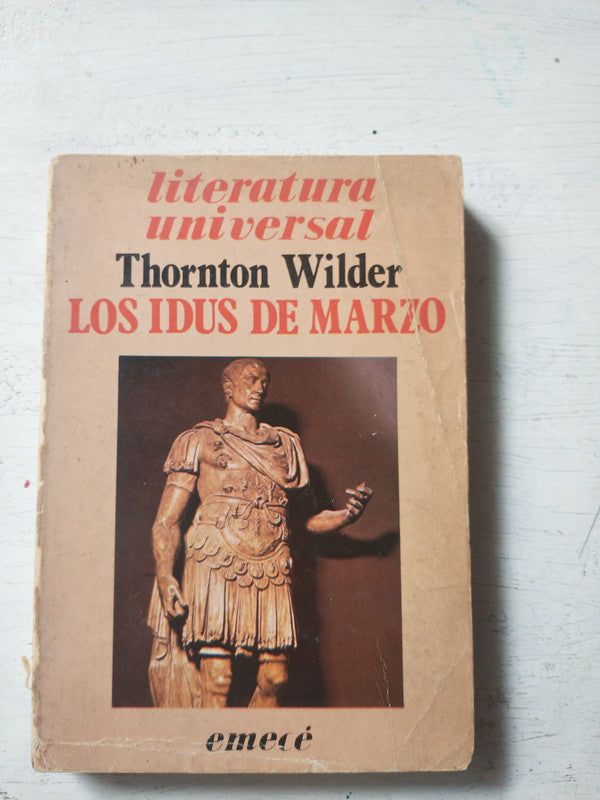 literatura
universal
Thornton Wilder
LOS IDUS DE MARZO
emecé